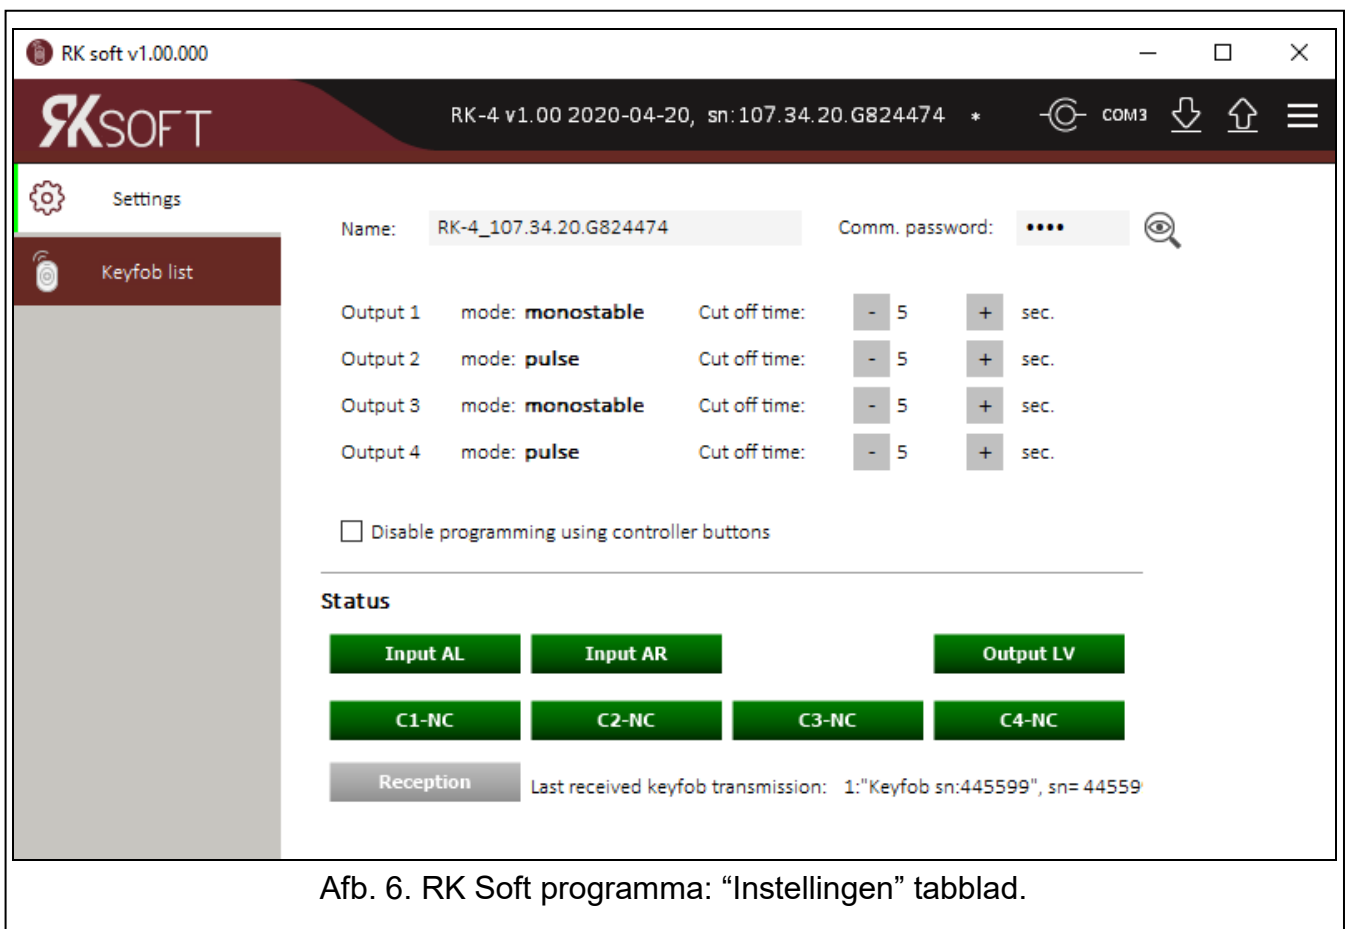 RK soft v1.00.000
RKSOFT RK-4 v1.00 2020-04-20, sn:107.34.20.G824474 * COM3
Settings
Keyfob list
Name: RK-4_107.34.20.G824474 Comm. password: ••••
Output 1 mode: monostable Cut off time: - 5 + sec.
Output 2 mode: pulse Cut off time: - 5 + sec.
Output 3 mode: monostable Cut off time: - 5 + sec.
Output 4 mode: pulse Cut off time: - 5 + sec.
Disable programming using controller buttons
Status
Input AL Input AR Output LV
C1-NC C2-NC C3-NC C4-NC
Reception Last received keyfob transmission: 1:"Keyfob sn:445599", sn= 44559
Afb. 6. RK Soft programma: “Instellingen” tabblad.